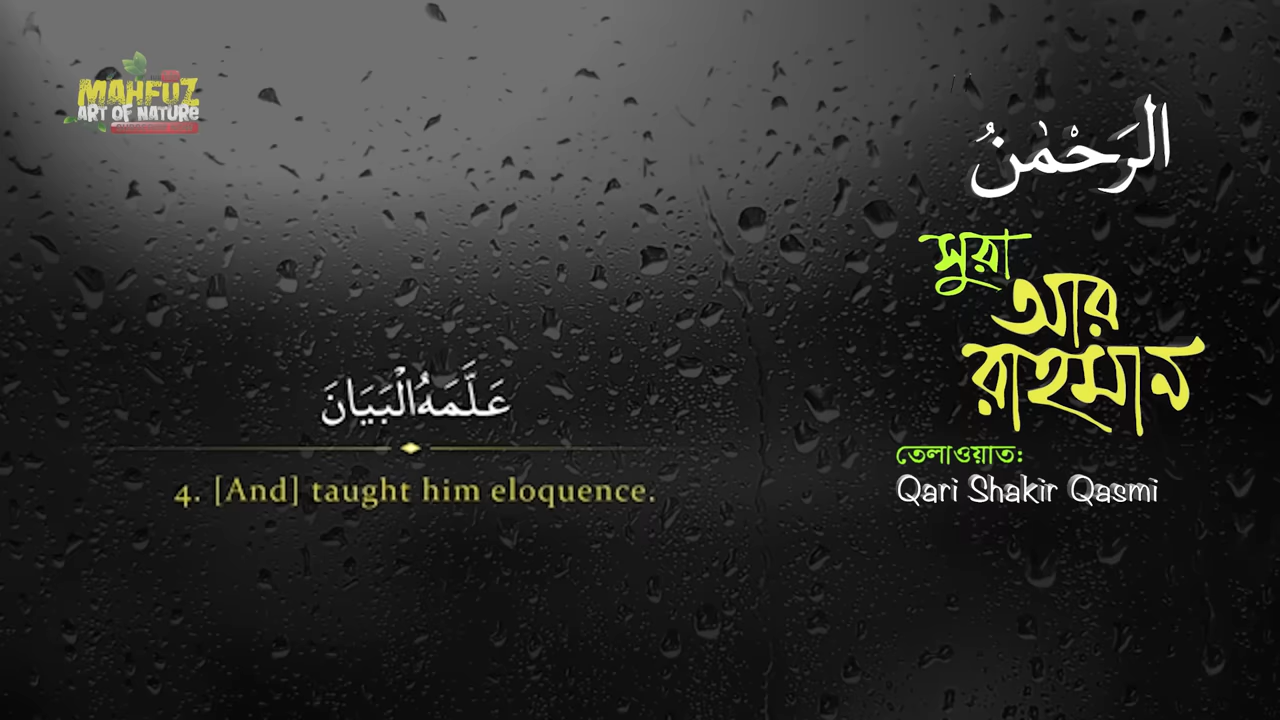 MAHFUZ
ART OF NATURE
الرَحْمٰنُ
সুরা
আর
রাহমান
عَلَّمَهُ الْبَيَانَ
4. [And] taught him eloquence.
তেলাওয়াত:
Qari Shakir Qasmi